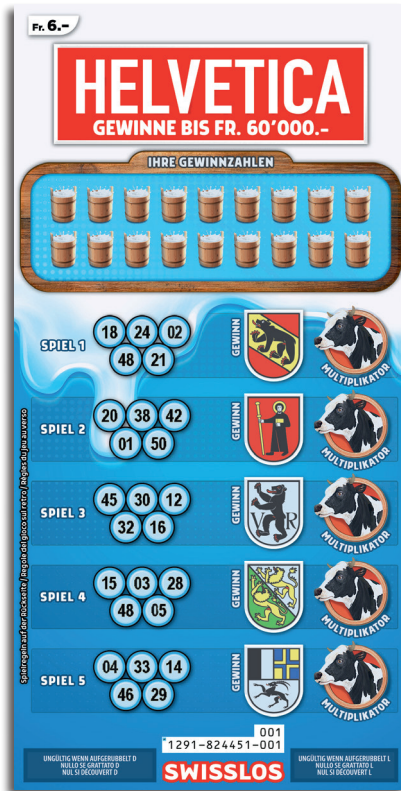 Fr. 6.–
HELVETICA
GEWINNE BIS FR. 60'000.–
IHRE GEWINNZAHLEN
SPIEL 1
18 24 02
48 21
GEWINN
MULTIPLIKATOR
SPIEL 2
20 38 42
01 50
GEWINN
MULTIPLIKATOR
SPIEL 3
45 30 12
32 16
GEWINN
V R
MULTIPLIKATOR
SPIEL 4
15 03 28
48 05
GEWINN
MULTIPLIKATOR
SPIEL 5
04 33 14
46 29
GEWINN
MULTIPLIKATOR
Spielregeln auf der Rückseite / Regole del gioco sul retro / Règles du jeu au verso
001
1291-824451-001
UNGÜLTIG WENN AUFGERUBBELT D
NULLO SE GRATTATO D
NUL SI DÉCOUVERT D
SWISSLOS
UNGÜLTIG WENN AUFGERUBBELT L
NULLO SE GRATTATO L
NUL SI DÉCOUVERT L